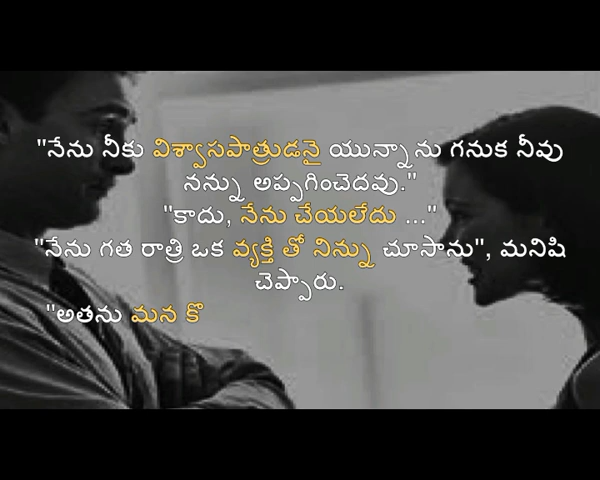 "నేను నీకు విశ్వాసపాత్రుడనై యున్నాను గనుక నీవు
నన్ను అప్పగించెదవు."
"కాదు, నేను చేయలేదు ..."
"నేను గత రాత్రి ఒక వ్యక్తి తో నిన్ను చూసాను", మనిషి
చెప్పారు.
"అతను మన కొ